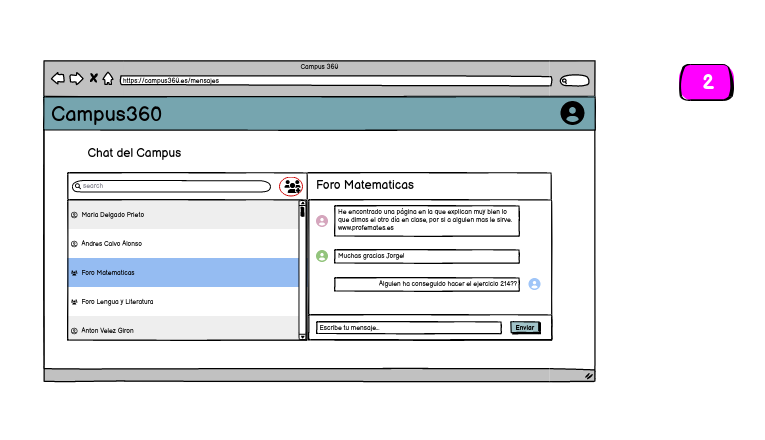 Campus 360
https://campus360.es/mensajes
2
Campus360
Chat del Campus
search
Foro Matematicas
Maria Delgado Prieto
Andres Calvo Alonso
Foro Matematicas
Foro Lengua y Literatura
Anton Velez Giron
He encontrado una página en la que explican muy bien lo
que dimos el otro día en clase, por si a alguien mas le sirve.
www.profemates.es
Muchas gracias Jorge!
Alguien ha conseguido hacer el ejercicio 214??
Escribe tu mensaje..
Enviar